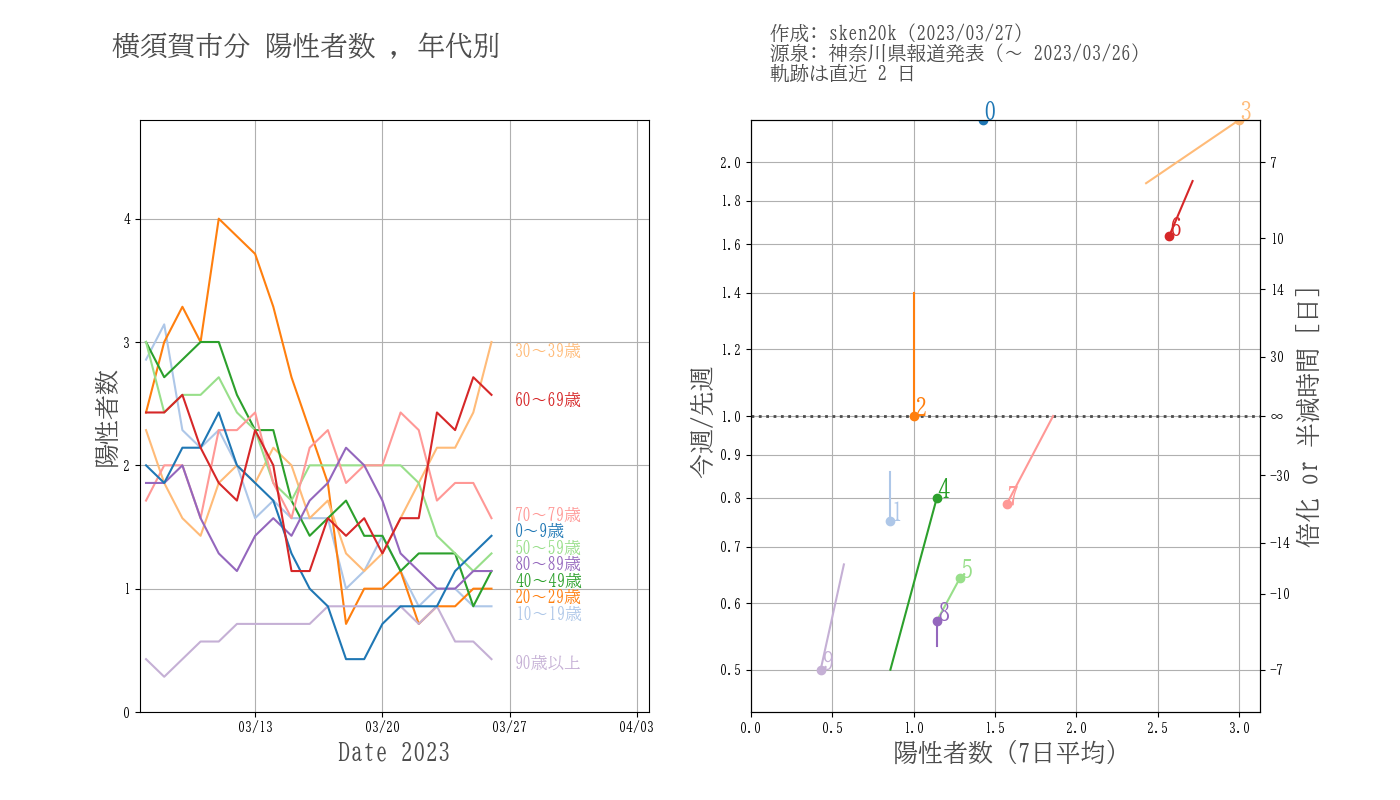 横須賀市分 陽性者数 , 年代別
作成: sken20k (2023/03/27)
源泉: 神奈川県報道発表 (〜 2023/03/26)
軌跡は直近 2 日
陽性者数
4
3
2
1
0
03/13
03/20
03/27
04/03
Date 2023
30〜39歳
60〜69歳
70〜79歳
0〜9歳
50〜59歳
80〜89歳
40〜49歳
20〜29歳
10〜19歳
90歳以上
今週/先週
2.0
1.8
1.6
1.4
1.2
1.0
0.9
0.8
0.7
0.6
0.5
0
3
6
2
1
4
7
5
8
9
0.0
0.5
1.0
1.5
2.0
2.5
3.0
陽性者数 (7日平均)
7
10
14
30
∞
−30
−14
−10
−7
倍化 or 半減時間 [日]